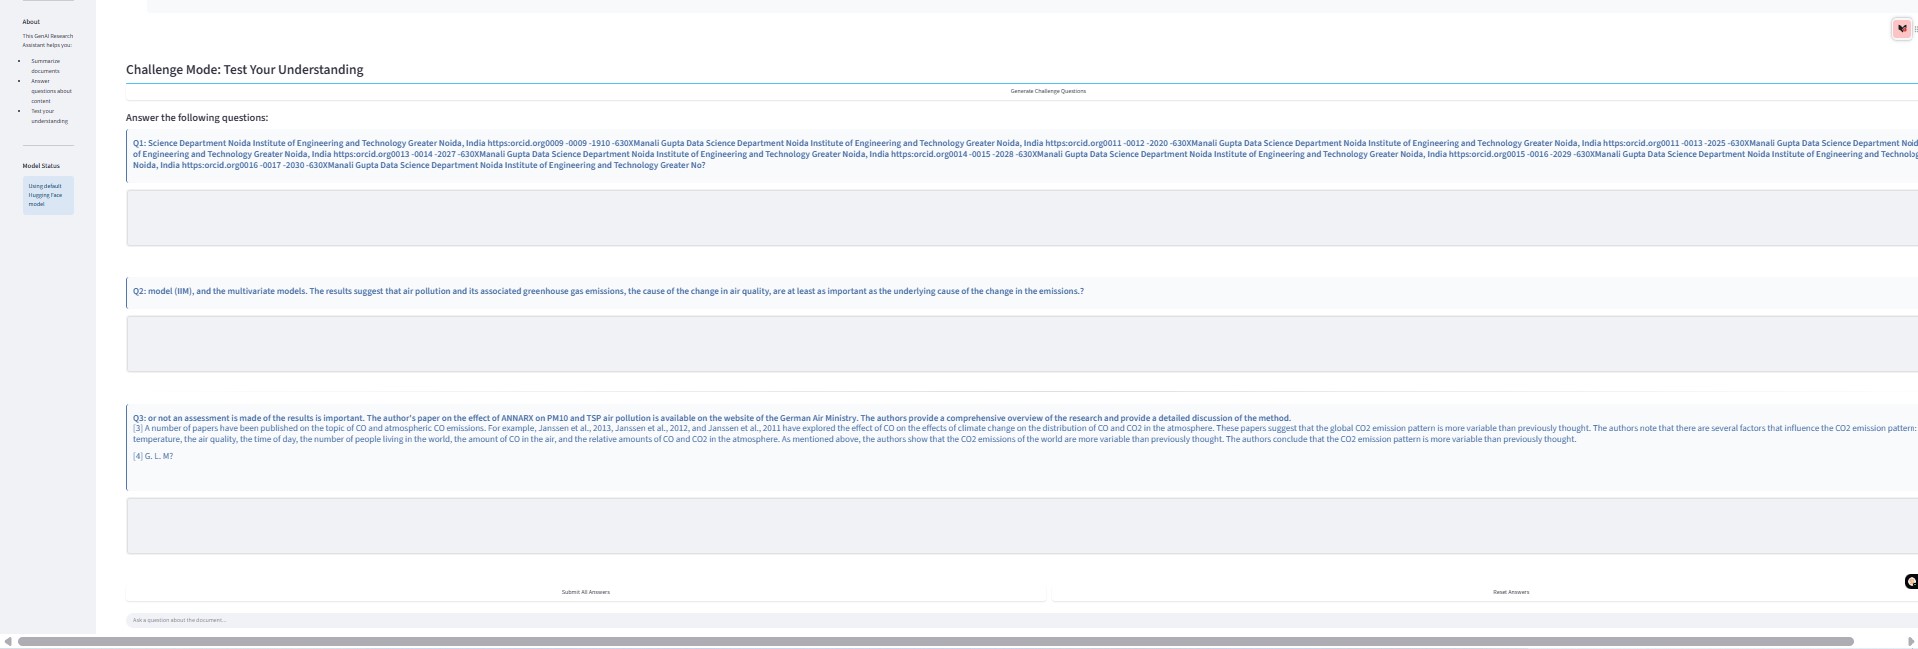 About
This GenAI Research
Assistant helps you:
Summarize
documents
Answer
questions about
content
Test your
understanding
Model Status
Using default
Hugging Face
model
Challenge Mode: Test Your Understanding
Generate Challenge Questions
Answer the following questions:
Q1: Science Department Noida Institute of Engineering and Technology Greater Noida, India https:orcid.org0009 -0009 -1910 -630XManali Gupta Data Science Department Noida Institute of Engineering and Technology Greater Noida, India https:orcid.org0011 -0012 -2020 -630XManali Gupta Data Science Department Noida Institute of Engineering and Technology Greater Noida, India https:orcid.org0011 -0013 -2025 -630XManali Gupta Data Science Department Noid
of Engineering and Technology Greater Noida, India https:orcid.org0013 -0014 -2027 -630XManali Gupta Data Science Department Noida Institute of Engineering and Technology Greater Noida, India https:orcid.org0014 -0015 -2028 -630XManali Gupta Data Science Department Noida Institute of Engineering and Technology Greater Noida, India https:orcid.org0015 -0016 -2029 -630XManali Gupta Data Science Department Noida Institute of Engineering and Technolog
Noida, India https:orcid.org0016 -0017 -2030 -630XManali Gupta Data Science Department Noida Institute of Engineering and Technology Greater No?
Q2: model (IIM), and the multivariate models. The results suggest that air pollution and its associated greenhouse gas emissions, the cause of the change in air quality, are at least as important as the underlying cause of the change in the emissions.?
Q3: or not an assessment is made of the results is important. The author's paper on the effect of ANNARX on PM10 and TSP air pollution is available on the website of the German Air Ministry. The authors provide a comprehensive overview of the research and provide a detailed discussion of the method.
[3] A number of papers have been published on the topic of CO and atmospheric CO emissions. For example, Janssen et al., 2013, Janssen et al., 2012, and Janssen et al., 2011 have explored the effect of CO on the effects of climate change on the distribution of CO and CO2 in the atmosphere. These papers suggest that the global CO2 emission pattern is more variable than previously thought. The authors note that there are several factors that influence the CO2 emission pattern:
temperature, the air quality, the time of day, the number of people living in the world, the amount of CO in the air, and the relative amounts of CO and CO2 in the atmosphere. As mentioned above, the authors show that the CO2 emissions of the world are more variable than previously thought. The authors conclude that the CO2 emission pattern is more variable than previously thought.
[4] G. L. M?
Submit All Answers
Reset Answers
Ask a question about the document...